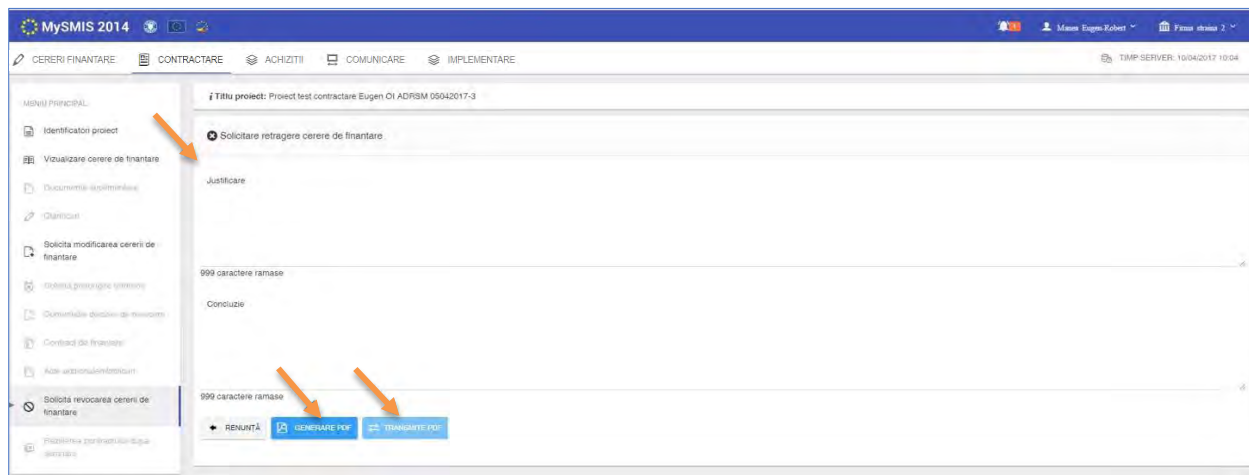 MySMIS 2014
Manea Eugen-Robert
Firma straina 2
CERERI FINANTARE
CONTRACTARE
ACHIZITII
COMUNICARE
IMPLEMENTARE
TIMP SERVER: 10/04/2017 10:04
MENIU PRINCIPAL
Identificatori proiect
Vizualizare cerere de finantare
Documente suplimentare
Clarificari
Solicita modificarea cererii de
finantare
Contract de finantare
Solicita revocarea cererii de
finantare
i Titlu proiect: Proiect test contractare Eugen OI ADRSM 05042017-3
Solicitare retragere cerere de finantare
Justificare
999 caractere ramase
Concluzie
999 caractere ramase
RENUNȚĂ
GENERARE PDF
TRANSMITE PDF